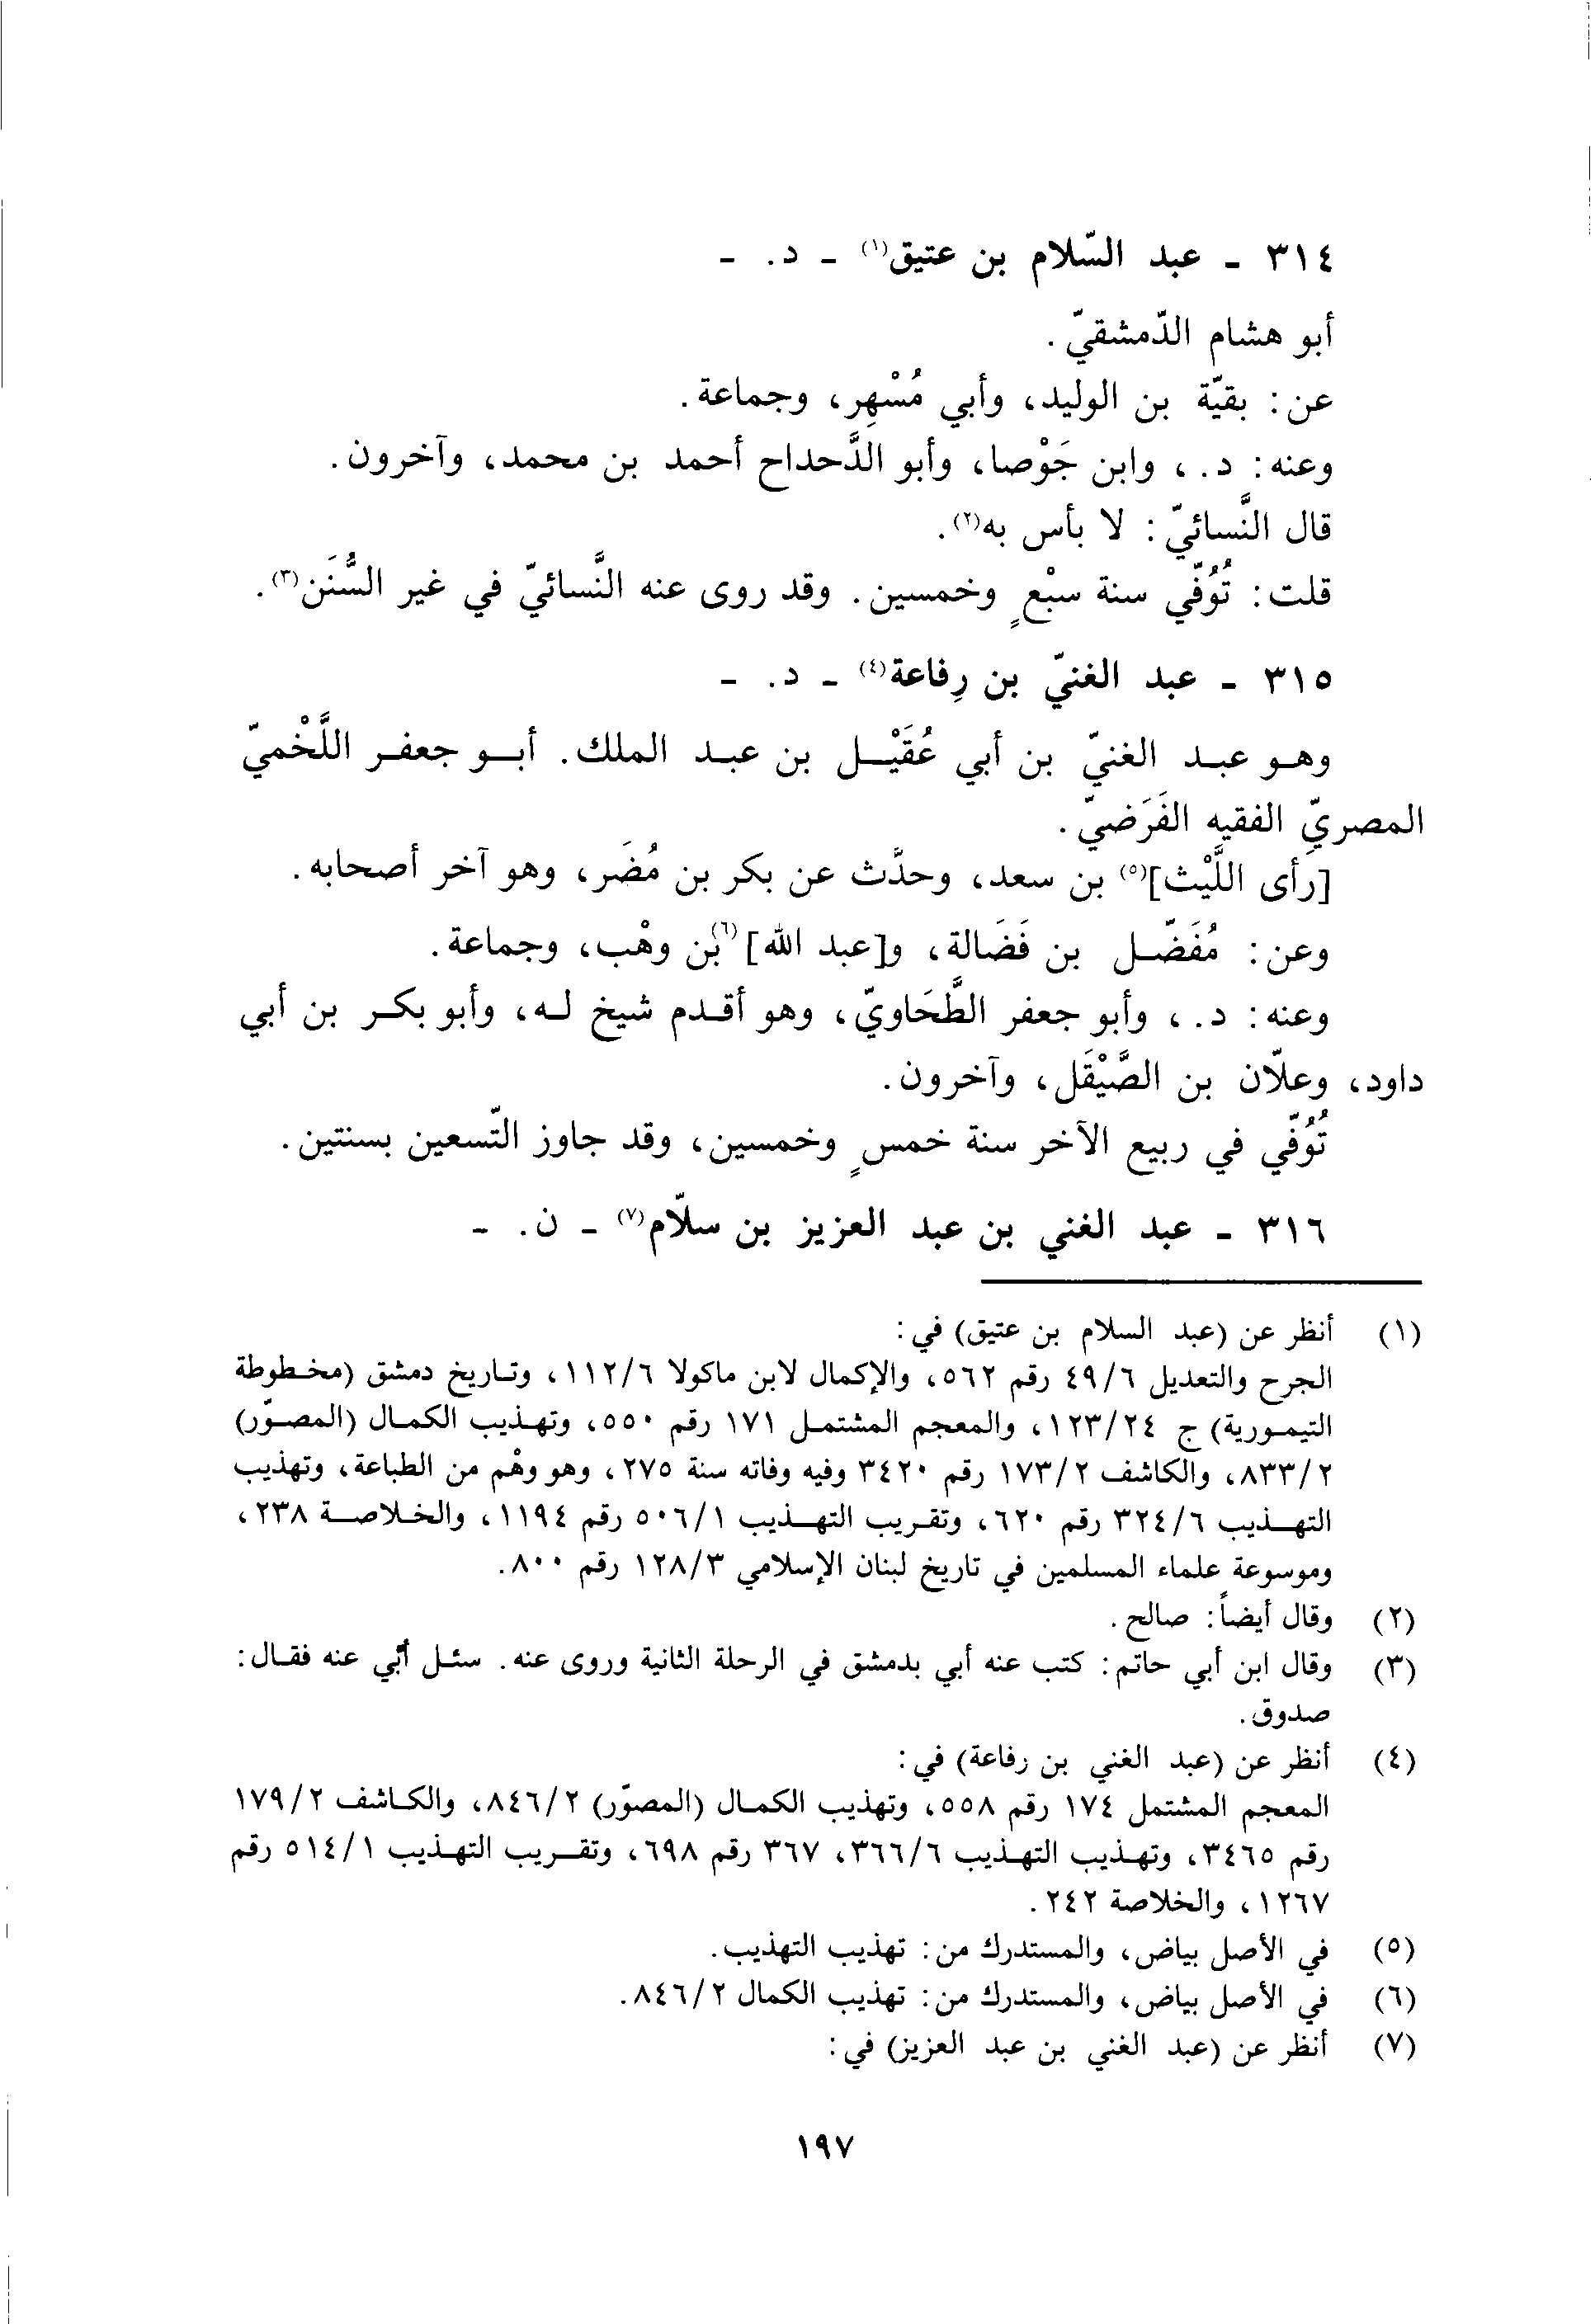 ٣١٤ - عبد السّلام بن عتيق(١) - د. -
أبو هشام الدّمشقيّ.
عن: بقيّة بن الوليد، وأبي مُسْهِر، وجماعة.
وعنه: د.، وابن جَوْصا، وأبو الدَّحداح أحمد بن محمد، وآخرون.
قال النَّسائيّ: لا بأس به(٢).
قلت: تُوُفّي سنة سبْعٍ وخمسين. وقد روى عنه النَّسائيّ في غير السُّنَن(٣).
٣١٥ - عبد الغنيّ بن رِفاعة(٤) - د. -
وهو عبد الغنيّ بن أبي عُقَيْل بن عبد الملك. أبو جعفر اللَّخْميّ
المصريّ الفقيه الفَرَضيّ.
[رأى اللَّيْث](٥) بن سعد، وحدَّث عن بكر بن مُضَر، وهو آخر أصحابه.
وعن: مُفَضّل بن فَضَالة، و[عبد الله](٦) بن وهْب، وجماعة.
وعنه: د.، وأبو جعفر الطَّحَاويّ، وهو أقدم شيخ له، وأبو بكر بن أبي
داود، وعلّان بن الصَّيْقَل، وآخرون.
تُوُفّي في ربيع الآخر سنة خمسٍ وخمسين، وقد جاوز التّسعين بسنتين.
٣١٦ - عبد الغني بن عبد العزيز بن سلّام(٧) - ن. -
(١) أنظر عن (عبد السلام بن عتيق) في:
الجرح والتعديل ٤٩/٦ رقم ٥٦٢، والإكمال لابن ماكولا ١١٢/٦، وتاريخ دمشق (مخطوطة
التيمورية) ج ١٢٣/٢٤، والمعجم المشتمل ١٧١ رقم ٥٥٠، وتهذيب الكمال (المصوّر)
٨٣٣/٢، والكاشف ١٧٣/٢ رقم ٣٤٢٠ وفيه وفاته سنة ٢٧٥، وهو وهْم من الطباعة، وتهذيب
التهذيب ٣٢٤/٦ رقم ٦٢٠، وتقريب التهذيب ٥٠٦/١ رقم ١١٩٤، والخلاصة ٢٣٨،
وموسوعة علماء المسلمين في تاريخ لبنان الإسلامي ١٢٨/٣ رقم ٨٠٠.
(٢) وقال أيضاً: صالح.
(٣) وقال ابن أبي حاتم: كتب عنه أبي بدمشق في الرحلة الثانية وروى عنه. سئل أبي عنه فقال:
صدوق.
(٤) أنظر عن (عبد الغني بن رفاعة) في:
المعجم المشتمل ١٧٤ رقم ٥٥٨، وتهذيب الكمال (المصوّر) ٨٤٦/٢، والكاشف ١٧٩/٢
رقم ٣٤٦٥، وتهذيب التهذيب ٣٦٦/٦، ٣٦٧ رقم ٦٩٨، وتقريب التهذيب ٥١٤/١ رقم
١٢٦٧، والخلاصة ٢٤٢.
(٥) في الأصل بياض، والمستدرك من: تهذيب التهذيب.
(٦) في الأصل بياض، والمستدرك من: تهذيب الكمال ٨٤٦/٢.
(٧) أنظر عن (عبد الغني بن عبد العزيز) في:
١٩٧